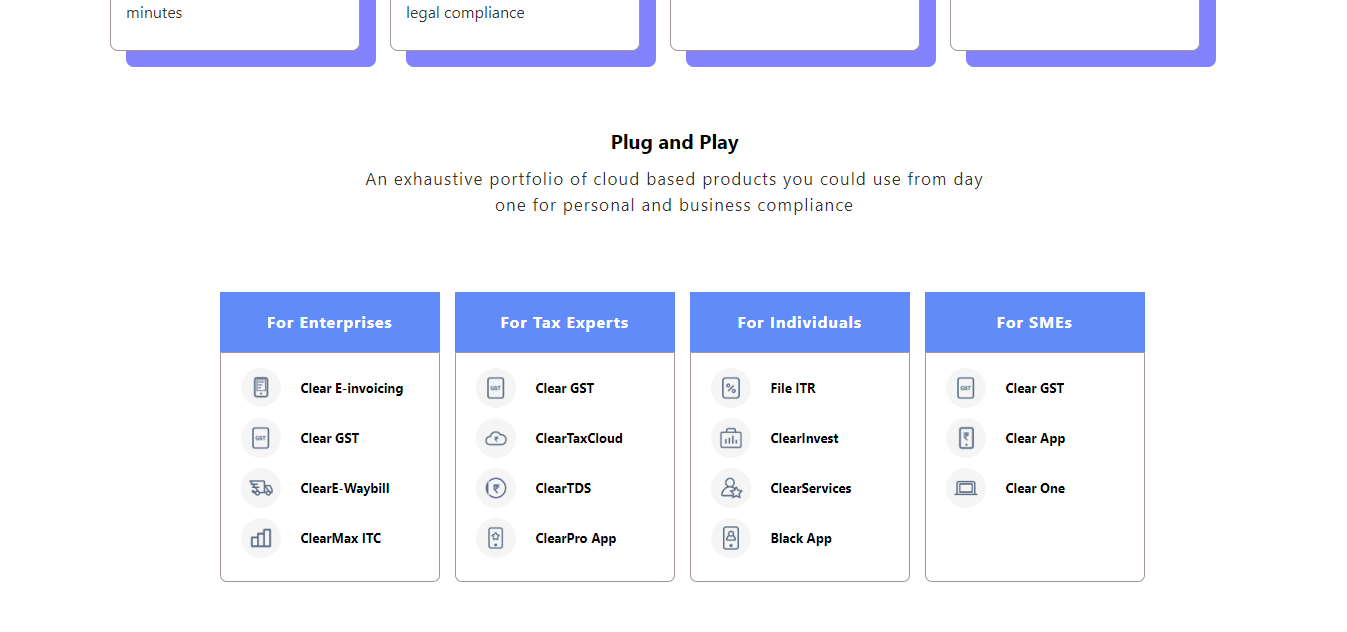 minutes
legal compliance
Plug and Play
An exhaustive portfolio of cloud based products you could use from day
one for personal and business compliance
For Enterprises
Clear E-invoicing
GST
Clear GST
ClearE-Waybill
ClearMax ITC
For Tax Experts
GST
Clear GST
₹
ClearTaxCloud
₹
ClearTDS
ClearPro App
For Individuals
%
File ITR
ClearInvest
ClearServices
Black App
For SMEs
GST
Clear GST
₹
Clear App
Clear One